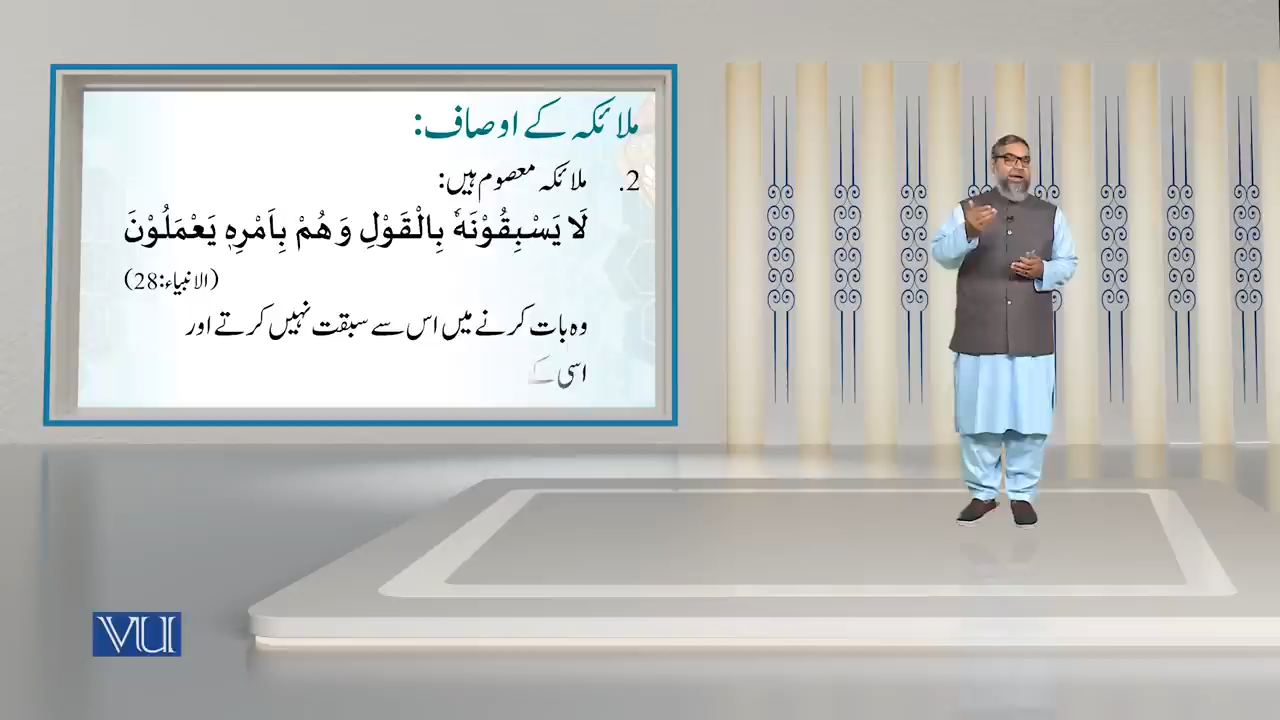 ملائکہ کے اوصاف:
2. ملائکہ معصوم ہیں:
لَا يَسْبِقُوْنَهٗ بِالْقَوْلِ وَهُمْ بِاَمْرِهٖ يَعْمَلُوْنَ
(الانبیاء:28)
وہ بات کرنے میں اس سے سبقت نہیں کرتے اور
اسی کے
VU